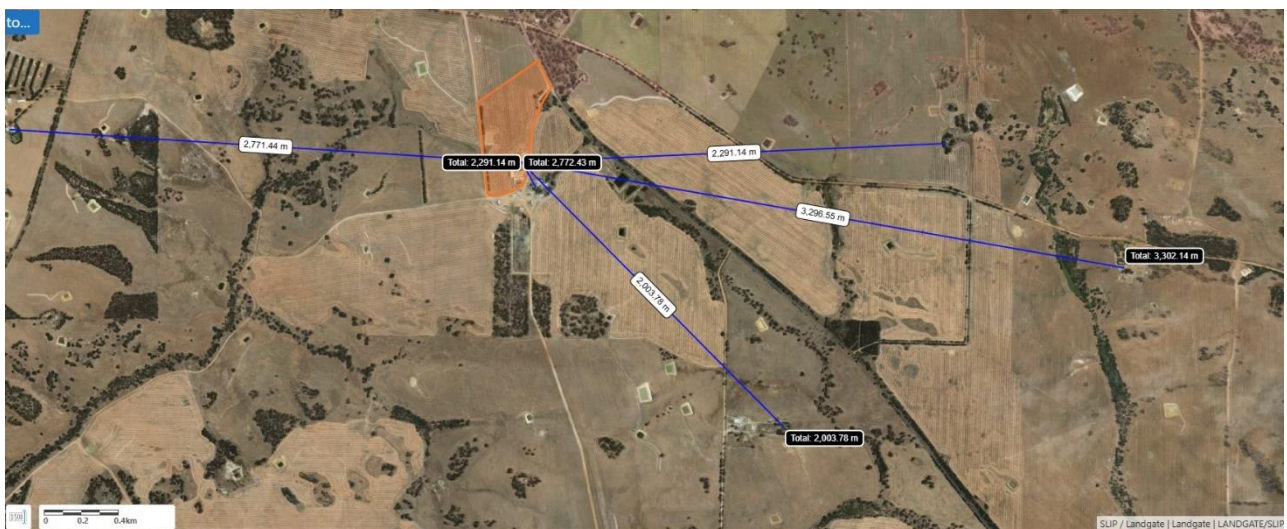 to...
2,771.44 m
Total: 2,291.14 m
Total: 2,772.43 m
2,291.14 m
3,296.55 m
Total: 3,302.14 m
2,003.78 m
Total: 2,003.78 m
0 0.2 0.4km
SLIP / Landgate | Landgate | LANDGATE/SLIP